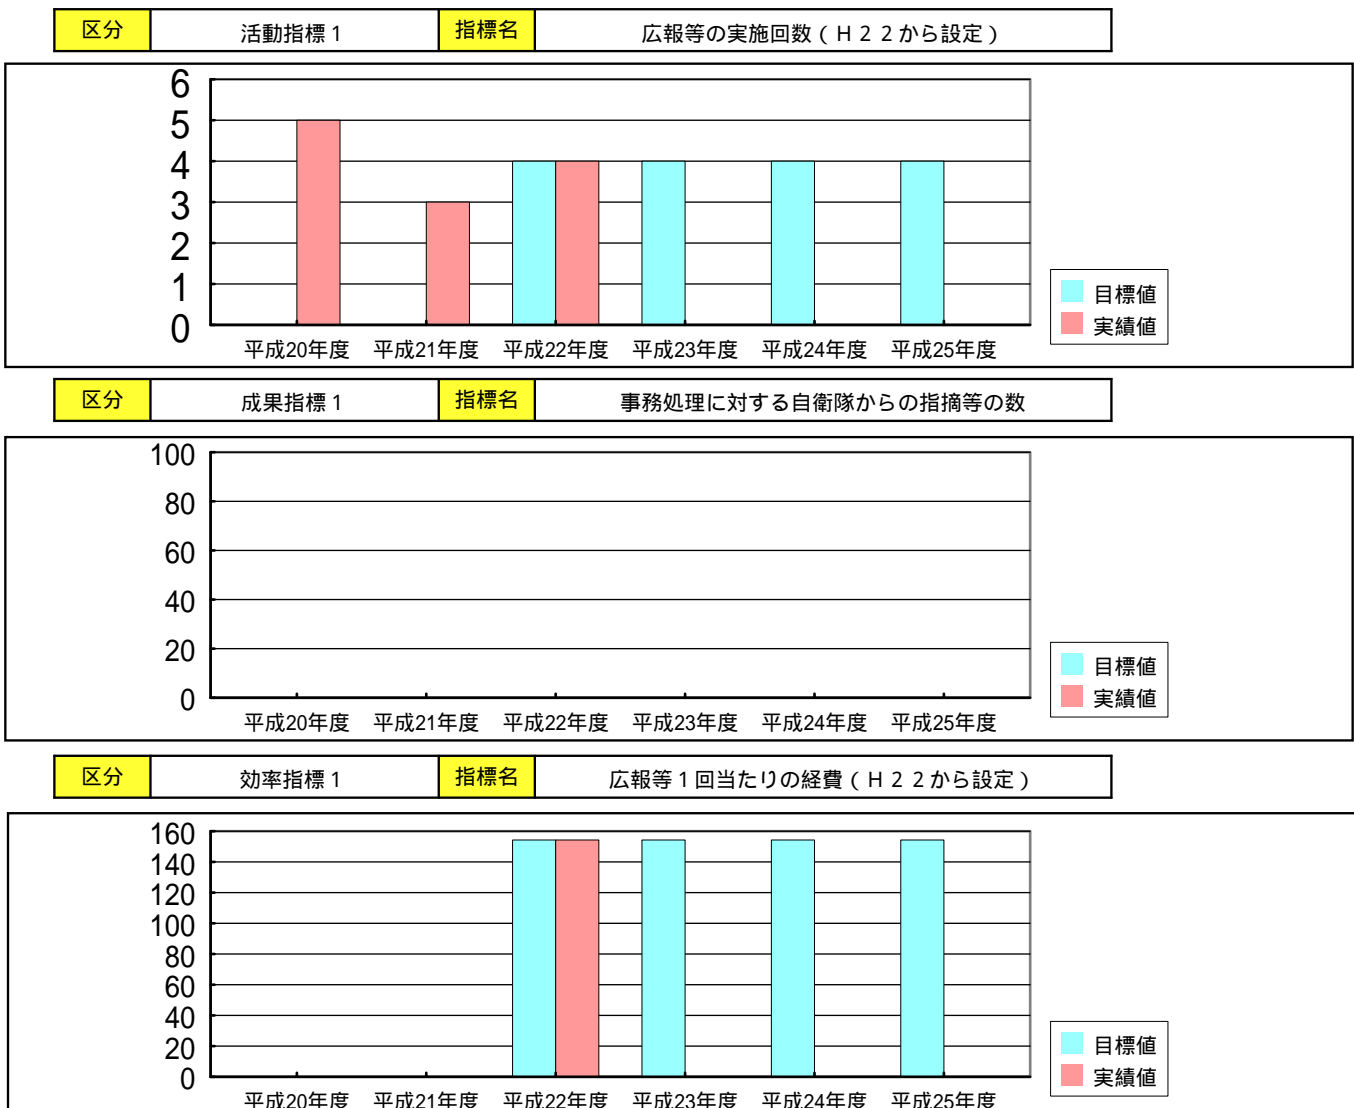 区分 活動指標1 指標名 広報等の実施回数(H22から設定)
6
5
4
3
2
1
0
平成20年度 平成21年度 平成22年度 平成23年度 平成24年度 平成25年度
目標値
実績値
区分 成果指標1 指標名 事務処理に対する自衛隊からの指摘等の数
100
80
60
40
20
0
平成20年度 平成21年度 平成22年度 平成23年度 平成24年度 平成25年度
目標値
実績値
区分 効率指標1 指標名 広報等1回当たりの経費(H22から設定)
160
140
120
100
80
60
40
20
0
平成20年度 平成21年度 平成22年度 平成23年度 平成24年度 平成25年度
目標値
実績値